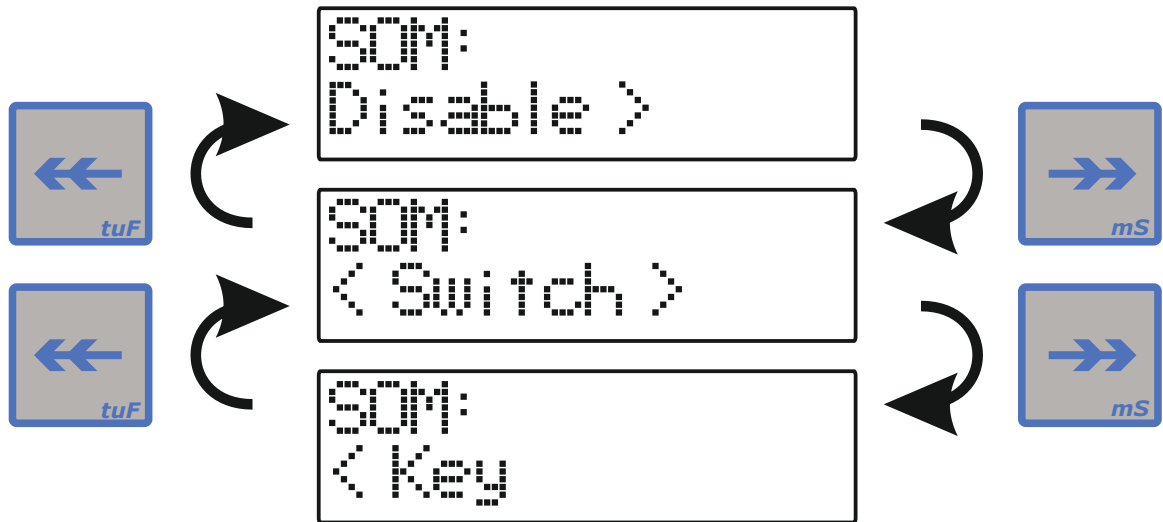 SOM:
Disable >
tuF
mS
SOM:
< Switch >
tuF
mS
SOM:
< Key